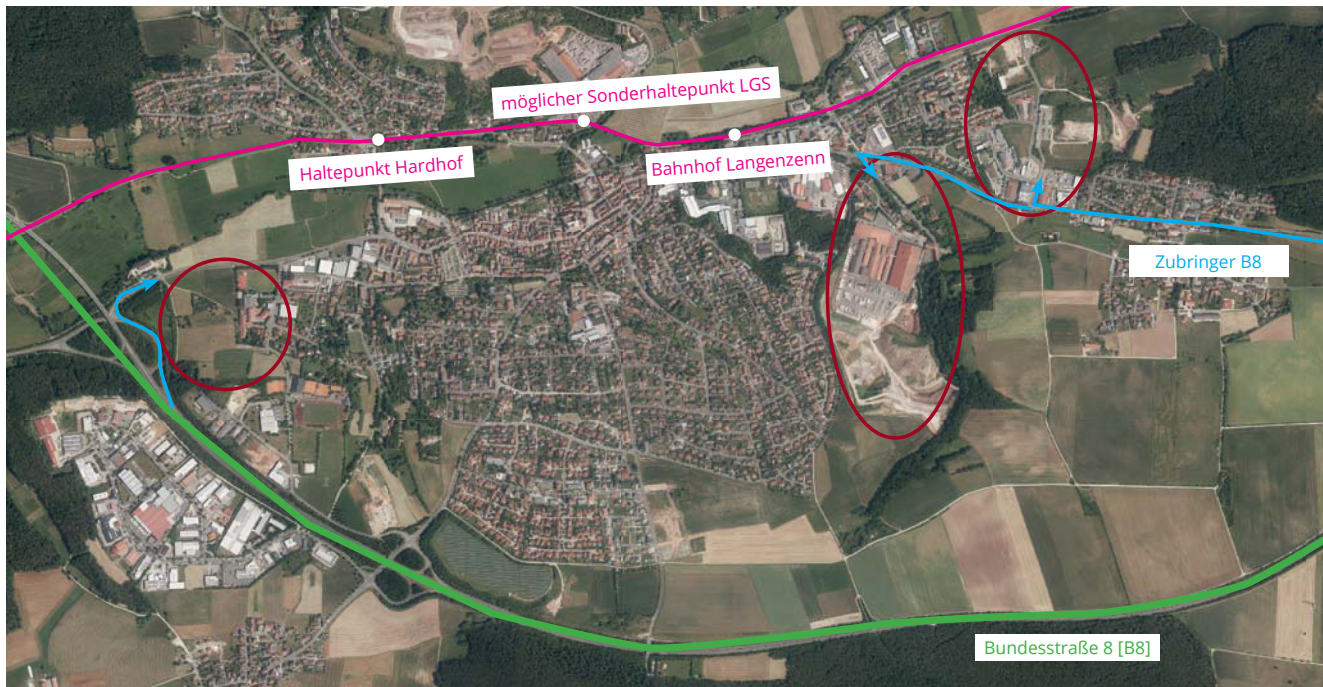 möglicher Sonderhaltepunkt LGS
Haltepunkt Hardhof
Bahnhof Langenzenn
Zubringer B8
Bundesstraße 8 [B8]